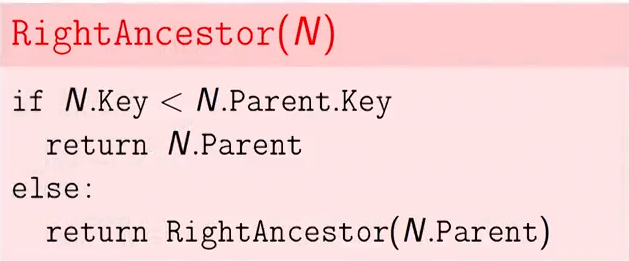 RightAncestor(N)
if N.Key < N.Parent.Key
return N.Parent
else:
return RightAncestor(N.Parent)